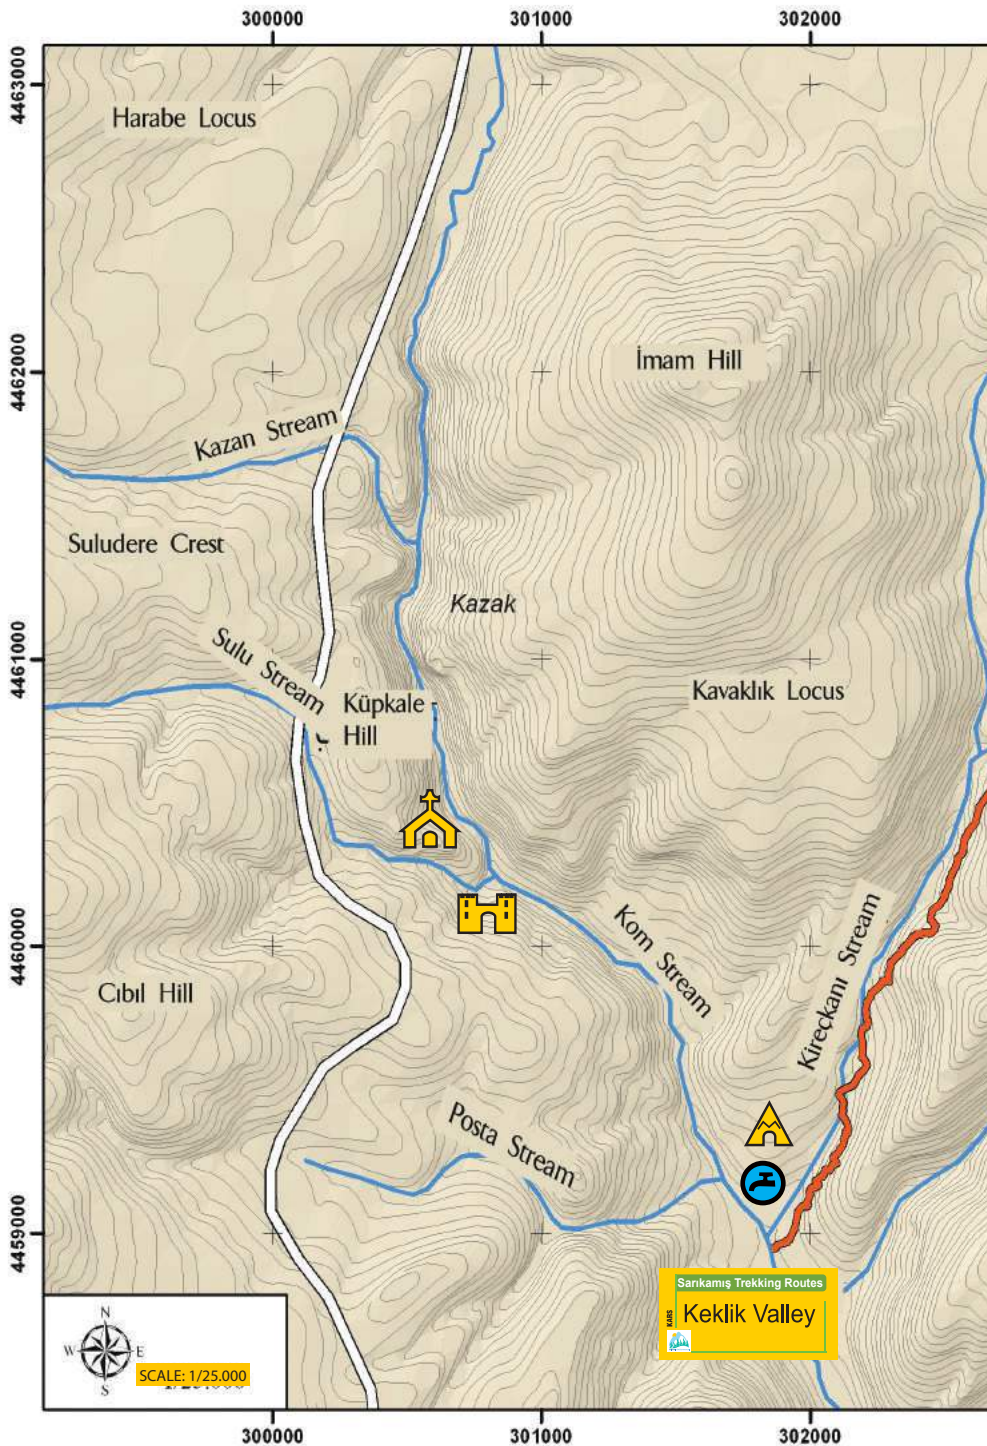 300000 301000 302000
4463000
4462000
4461000
4460000
4459000
Harabe Locus
İmam Hill
Kazan Stream
Suludere Crest
Kazak
Sulu Stream
Küpkale
Hill
Kavaklık Locus
Kom Stream
Kireçkanı Stream
Cıbıl Hill
Posta Stream
Sarıkamış Trekking Routes
KARS
Keklik Valley
N
W E
S
SCALE: 1/25.000
300000 301000 302000